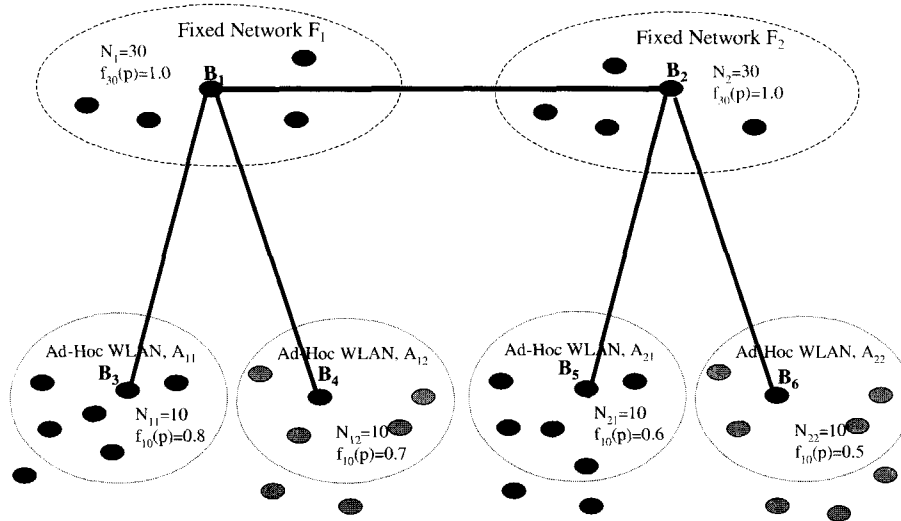 Fixed Network F1
N1=30
f30(p)=1.0
B1
Fixed Network F2
B2
N2=30
f30(p)=1.0
Ad-Hoc WLAN, A11
B3
N11=10
f10(p)=0.8
Ad-Hoc WLAN, A12
B4
N12=10
f10(p)=0.7
Ad-Hoc WLAN, A21
B5
N21=10
f10(p)=0.6
Ad-Hoc WLAN, A22
B6
N22=10
f10(p)=0.5